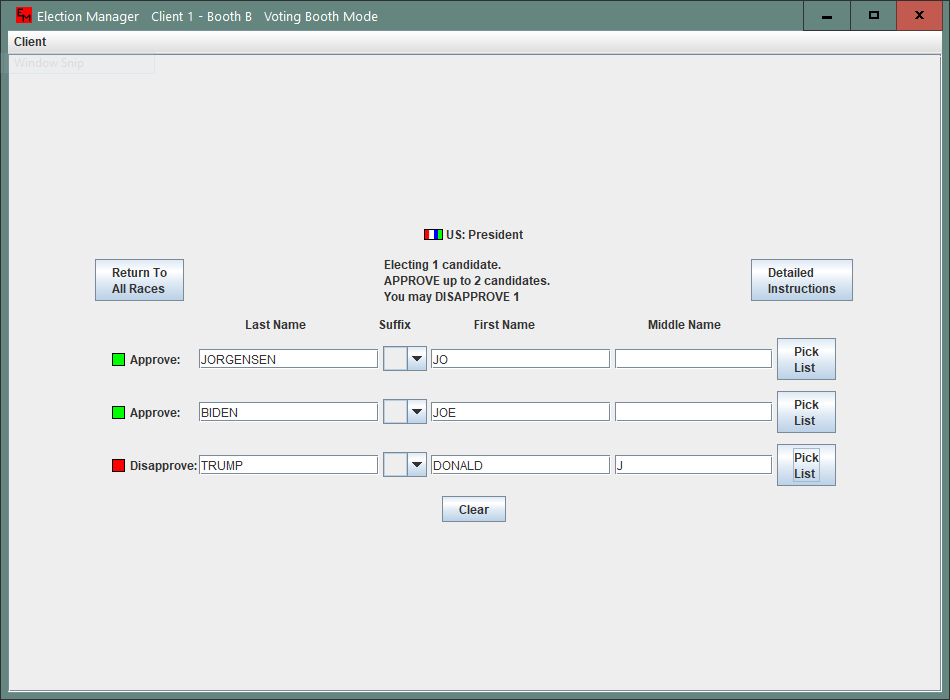 EM Election Manager Client 1 - Booth B Voting Booth Mode
Client
Window Snip
US: President
Return To
All Races
Electing 1 candidate.
APPROVE up to 2 candidates.
You may DISAPPROVE 1
Detailed
Instructions
Last Name Suffix First Name Middle Name
Approve: JORGENSEN JO
Pick
List
Approve: BIDEN JOE
Pick
List
Disapprove: TRUMP DONALD J
Pick
List
Clear